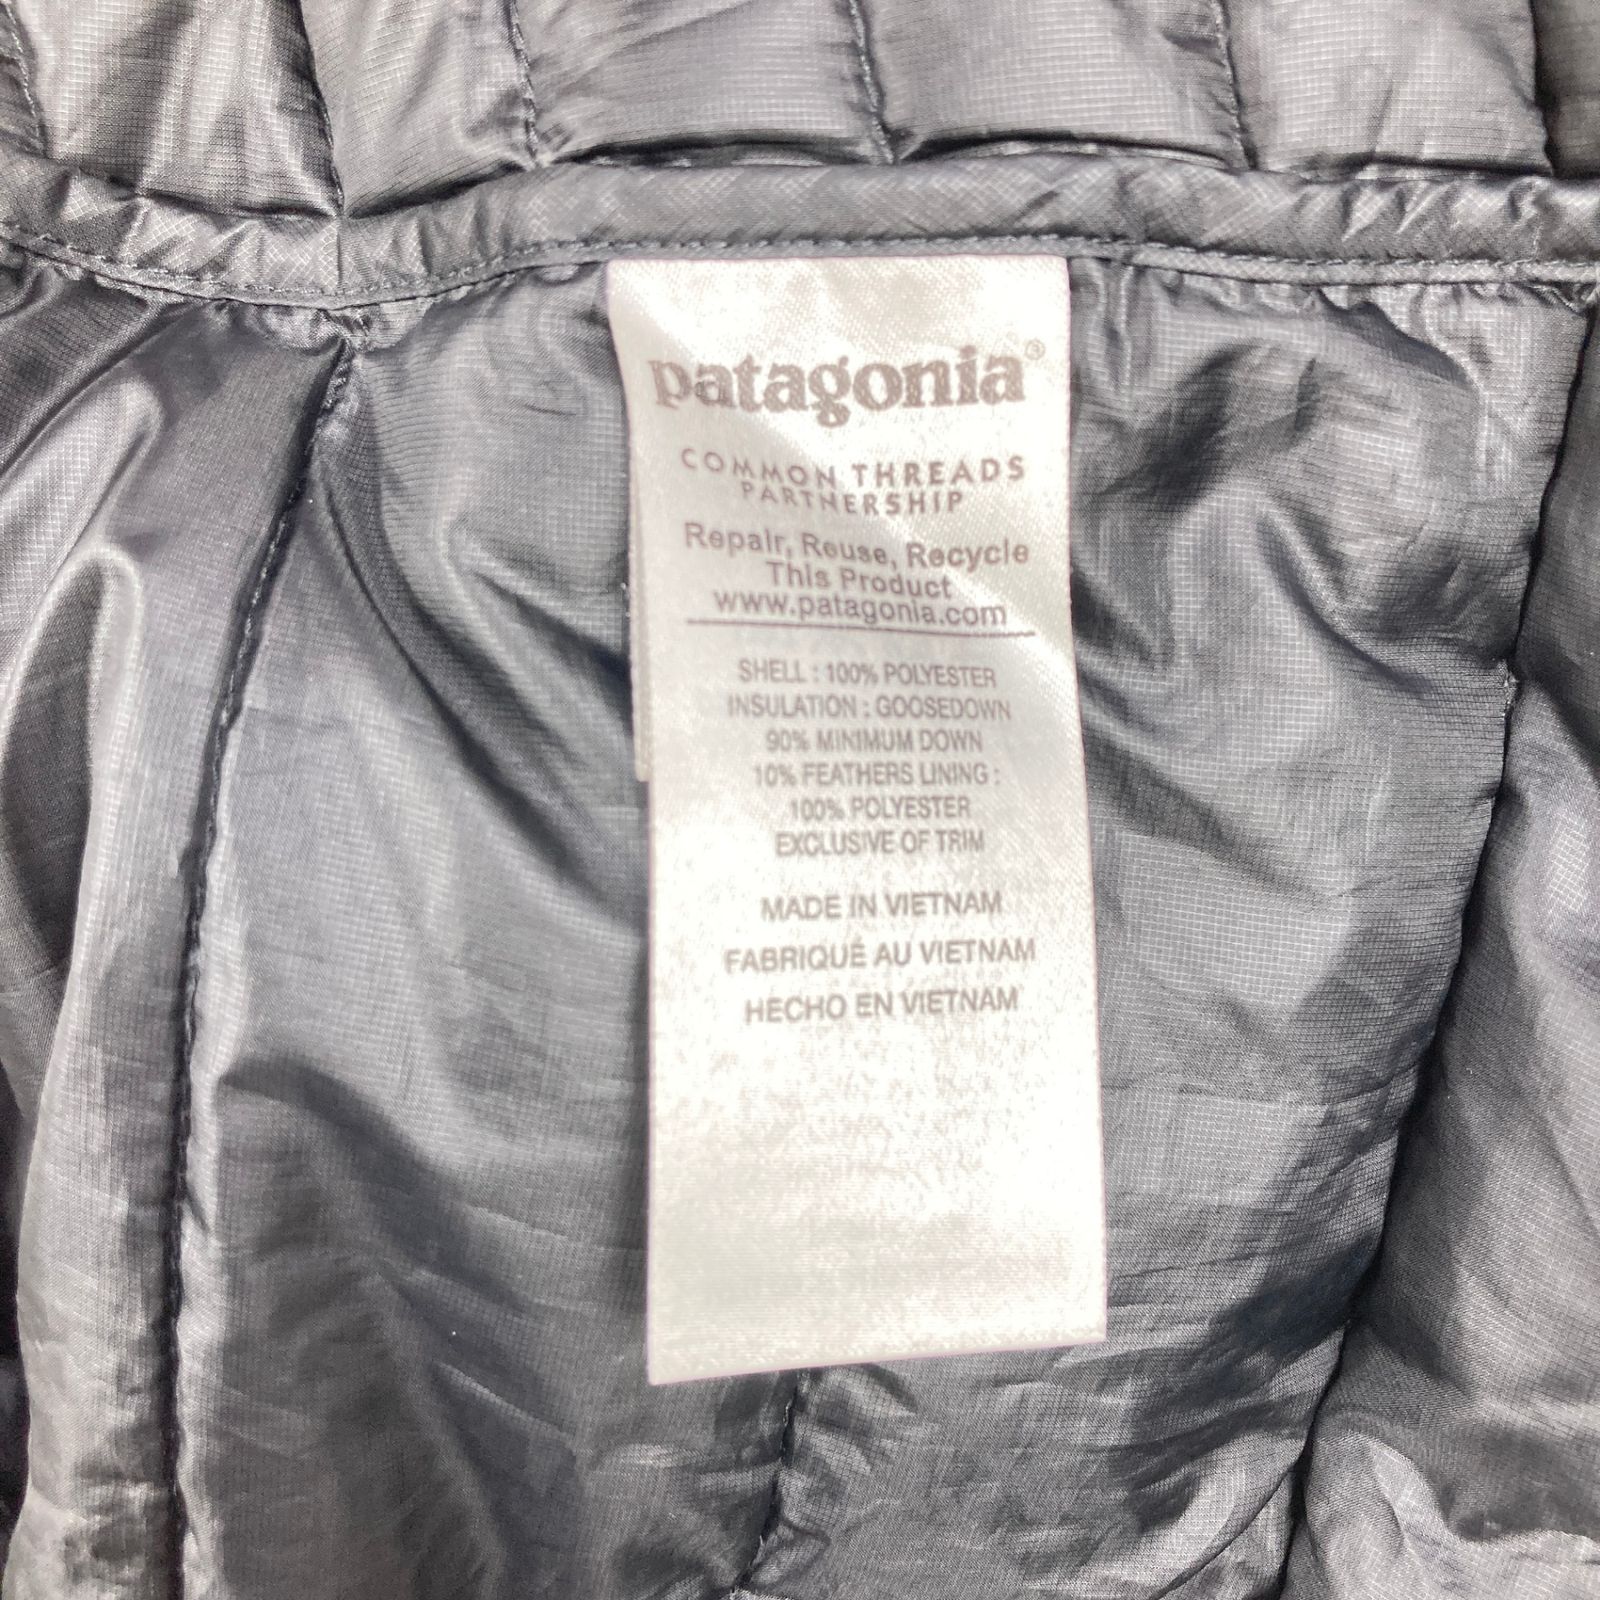 patagonia®
COMMON THREADS
PARTNERSHIP
Repair, Reuse, Recycle
This Product
www.patagonia.com
SHELL : 100% POLYESTER
INSULATION : GOOSEDOWN
90% MINIMUM DOWN
10% FEATHERS LINING :
100% POLYESTER
EXCLUSIVE OF TRIM
MADE IN VIETNAM
FABRIQUÉ AU VIETNAM
HECHO EN VIETNAM